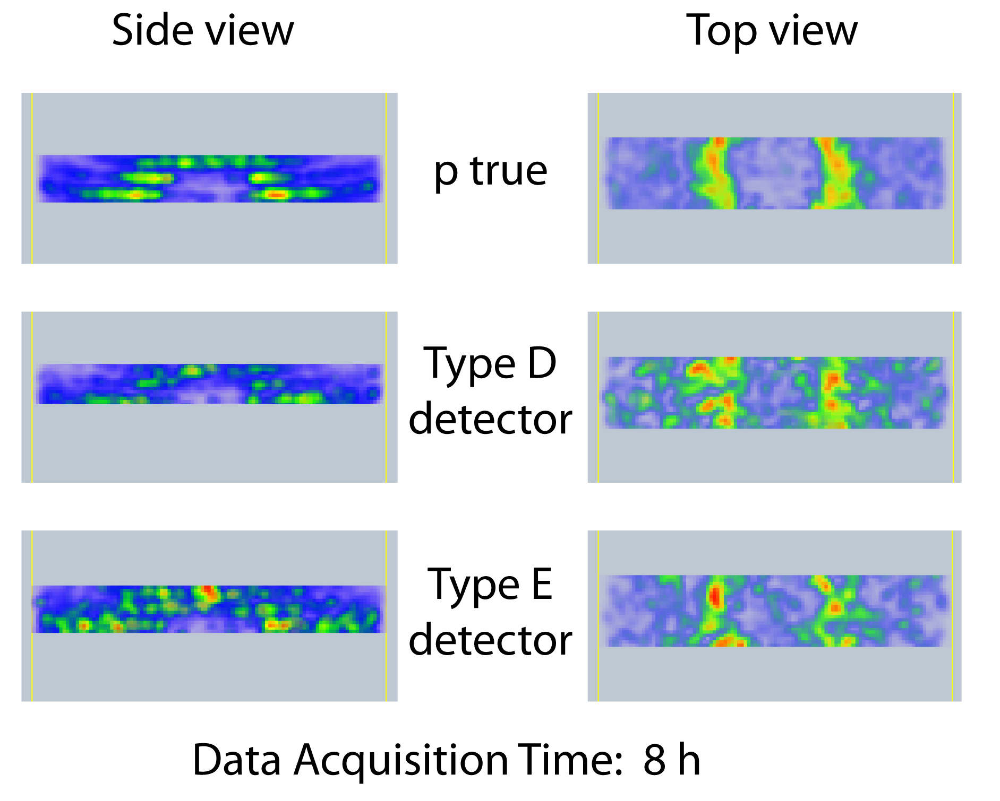 Side view
Top view
p true
Type D
detector
Type E
detector
Data Acquisition Time:  8 h